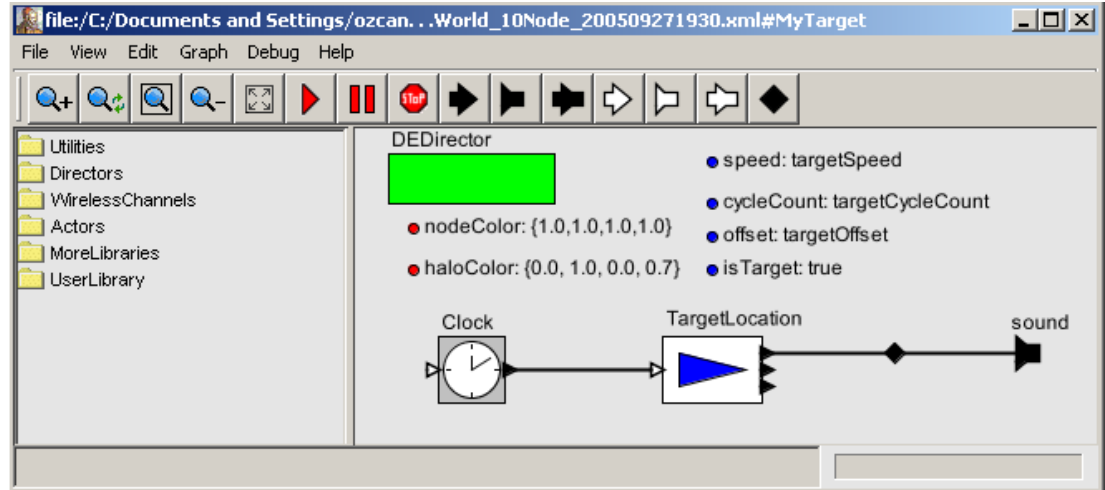 file:/C:/Documents and Settings/ozcan...World_10Node_200509271930.xml#MyTarget
File View Edit Graph Debug Help
STOP
Utilities
Directors
WirelessChannels
Actors
MoreLibraries
UserLibrary
DEDirector
nodeColor: {1.0,1.0,1.0,1.0}
haloColor: {0.0, 1.0, 0.0, 0.7}
speed: targetSpeed
cycleCount: targetCycleCount
offset: targetOffset
isTarget: true
Clock
TargetLocation
sound